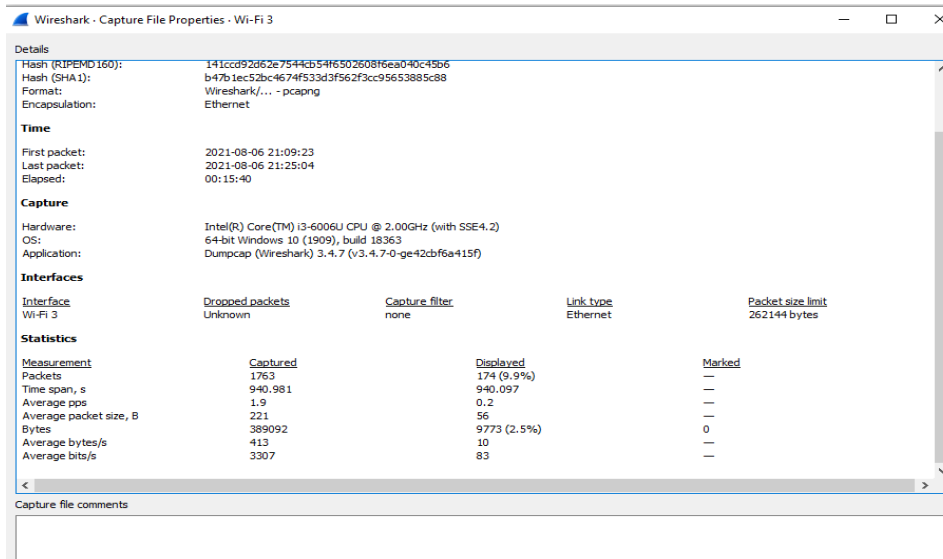 Wireshark · Capture File Properties · Wi-Fi 3
Details
Hash (RIPEMD160): 141ccd92d62e7544cb54f6502608f6ea040c45b6
Hash (SHA1): b47b1ec52bc4674f533d3f562f3cc95653885c88
Format: Wireshark/... - pcapng
Encapsulation: Ethernet
Time
First packet: 2021-08-06 21:09:23
Last packet: 2021-08-06 21:25:04
Elapsed: 00:15:40
Capture
Hardware: Intel(R) Core(TM) i3-6006U CPU @ 2.00GHz (with SSE4.2)
OS: 64-bit Windows 10 (1909), build 18363
Application: Dumpcap (Wireshark) 3.4.7 (v3.4.7-0-ge42cbf6a415f)
Interfaces
Interface Dropped packets Capture filter Link type Packet size limit
Wi-Fi 3 Unknown none Ethernet 262144 bytes
Statistics
Measurement Captured Displayed Marked
Packets 1763 174 (9.9%) —
Time span, s 940.981 940.097 —
Average pps 1.9 0.2 —
Average packet size, B 221 56 —
Bytes 389092 9773 (2.5%) 0
Average bytes/s 413 10 —
Average bits/s 3307 83 —
Capture file comments